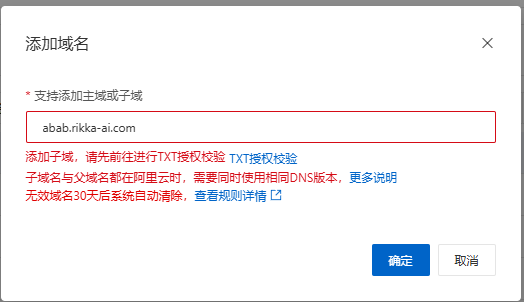 添加域名
* 支持添加主域或子域
abab.rikka-ai.com
添加子域，请先前往进行TXT授权校验 TXT授权校验
子域名与父域名都在阿里云时，需要同时使用相同DNS版本，更多说明
无效域名30天后系统自动清除，查看规则详情
确定 取消